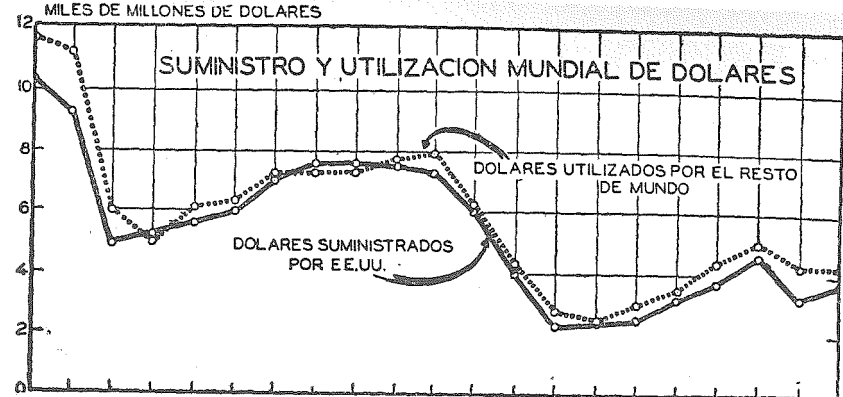 MILES DE MILLONES DE DOLARES
12
SUMINISTRO Y UTILIZACION MUNDIAL DE DOLARES
10
8
DOLARES UTILIZADOS POR EL RESTO
DE MUNDO
6
DOLARES SUMINISTRADOS
POR EE.UU.
4
2
0